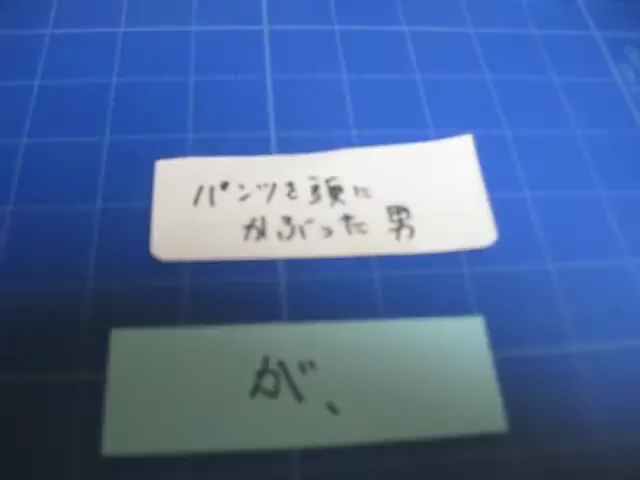 パンツを頭に
かぶった男
が、